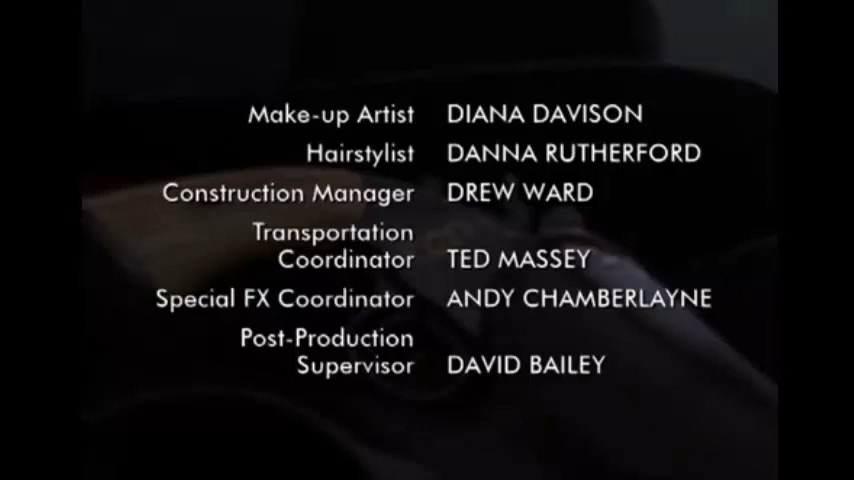 Make-up Artist DIANA DAVISON
Hairstylist DANNA RUTHERFORD
Construction Manager DREW WARD
Transportation
Coordinator TED MASSEY
Special FX Coordinator ANDY CHAMBERLAYNE
Post-Production
Supervisor DAVID BAILEY